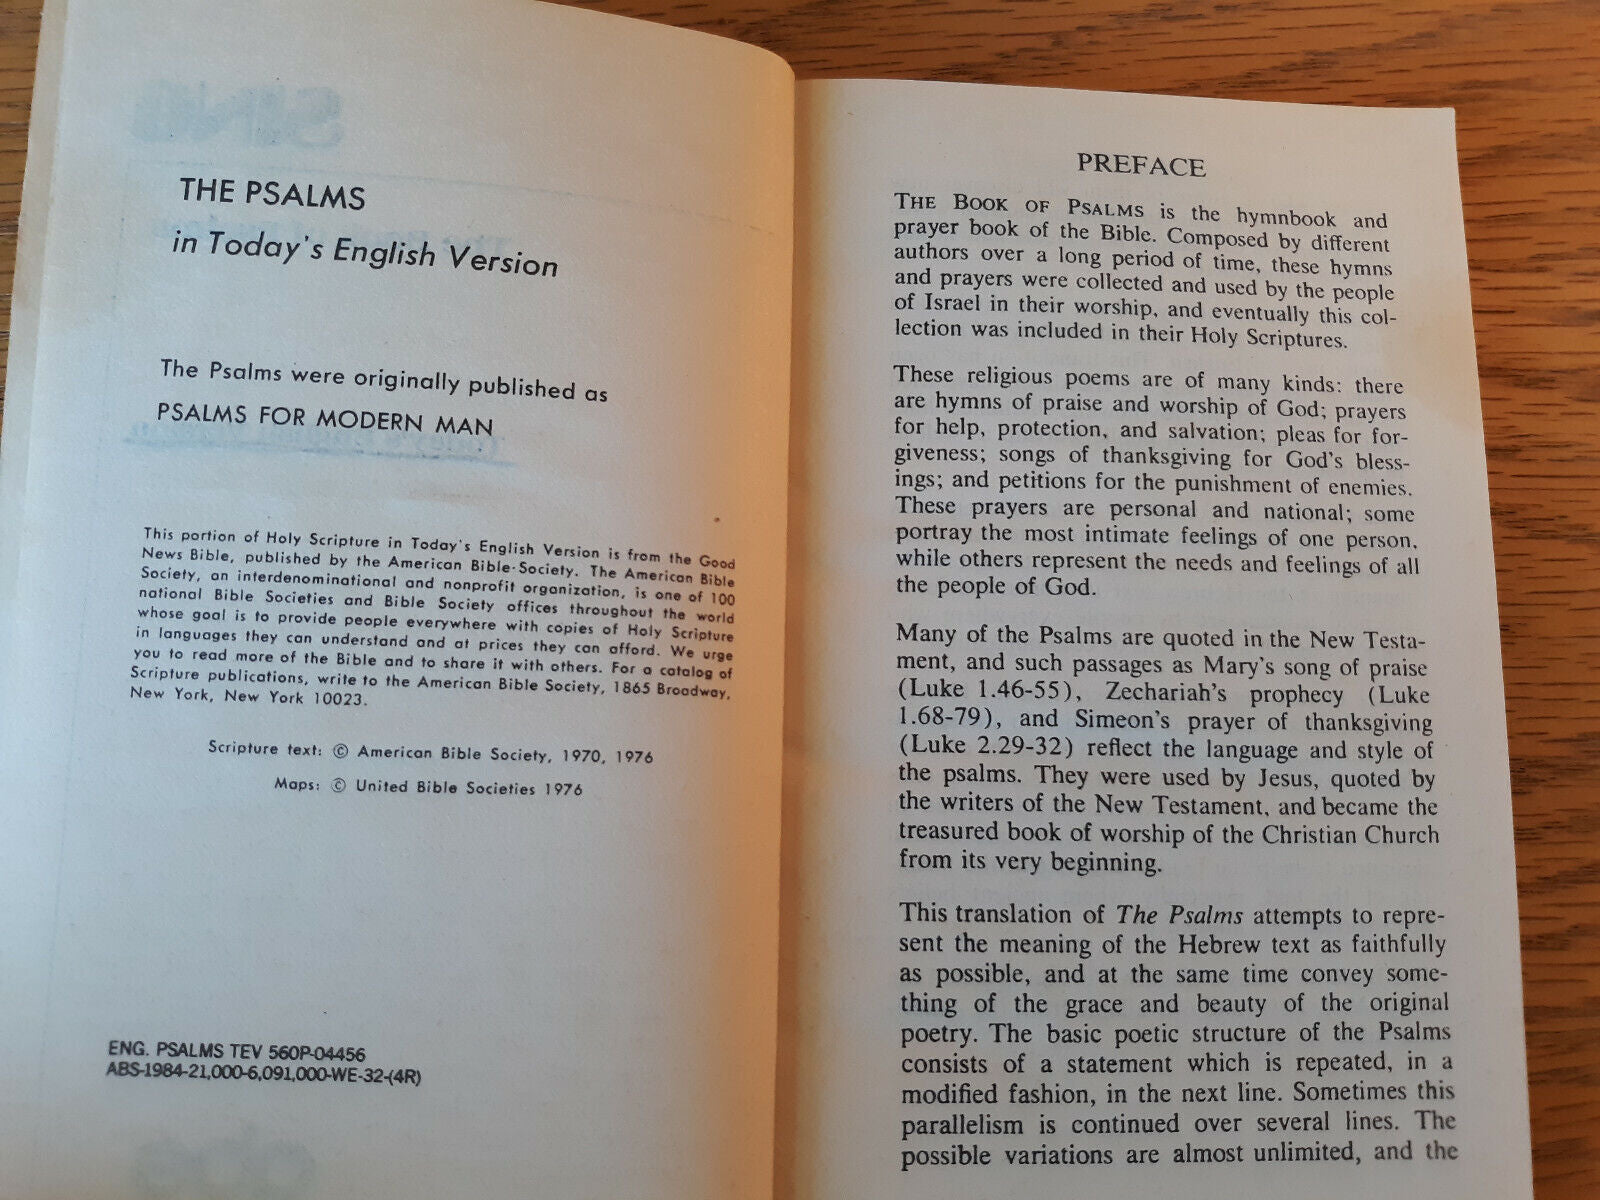 THE PSALMS
in Today's English Version
The Psalms were originally published as
PSALMS FOR MODERN MAN
This portion of Holy Scripture in Today's English Version is from the Good
News Bible, published by the American Bible Society. The American Bible
Society, an interdenominational and nonprofit organization, is one of 100
national Bible Societies and Bible Society offices throughout the world
whose goal is to provide people everywhere with copies of Holy Scripture
in languages they can understand and at prices they can afford. We urge
you to read more of the Bible and to share it with others. For a catalog of
Scripture publications, write to the American Bible Society, 1865 Broadway,
New York, New York 10023.
Scripture text: © American Bible Society, 1970, 1976
Maps: © United Bible Societies 1976
ENG. PSALMS TEV 560P-04456
ABS-1984-21,000-6,091,000-WE-32-(4R)
PREFACE
THE BOOK OF PSALMS is the hymnbook and
prayer book of the Bible. Composed by different
authors over a long period of time, these hymns
and prayers were collected and used by the people
of Israel in their worship, and eventually this col-
lection was included in their Holy Scriptures.
These religious poems are of many kinds: there
are hymns of praise and worship of God; prayers
for help, protection, and salvation; pleas for for-
giveness; songs of thanksgiving for God's bless-
ings; and petitions for the punishment of enemies.
These prayers are personal and national; some
portray the most intimate feelings of one person,
while others represent the needs and feelings of all
the people of God.
Many of the Psalms are quoted in the New Testa-
ment, and such passages as Mary's song of praise
(Luke 1.46-55), Zechariah's prophecy (Luke
1.68-79), and Simeon's prayer of thanksgiving
(Luke 2.29-32) reflect the language and style of
the psalms. They were used by Jesus, quoted by
the writers of the New Testament, and became the
treasured book of worship of the Christian Church
from its very beginning.
This translation of The Psalms attempts to repre-
sent the meaning of the Hebrew text as faithfully
as possible, and at the same time convey some-
thing of the grace and beauty of the original
poetry. The basic poetic structure of the Psalms
consists of a statement which is repeated, in a
modified fashion, in the next line. Sometimes this
parallelism is continued over several lines. The
possible variations are almost unlimited, and the